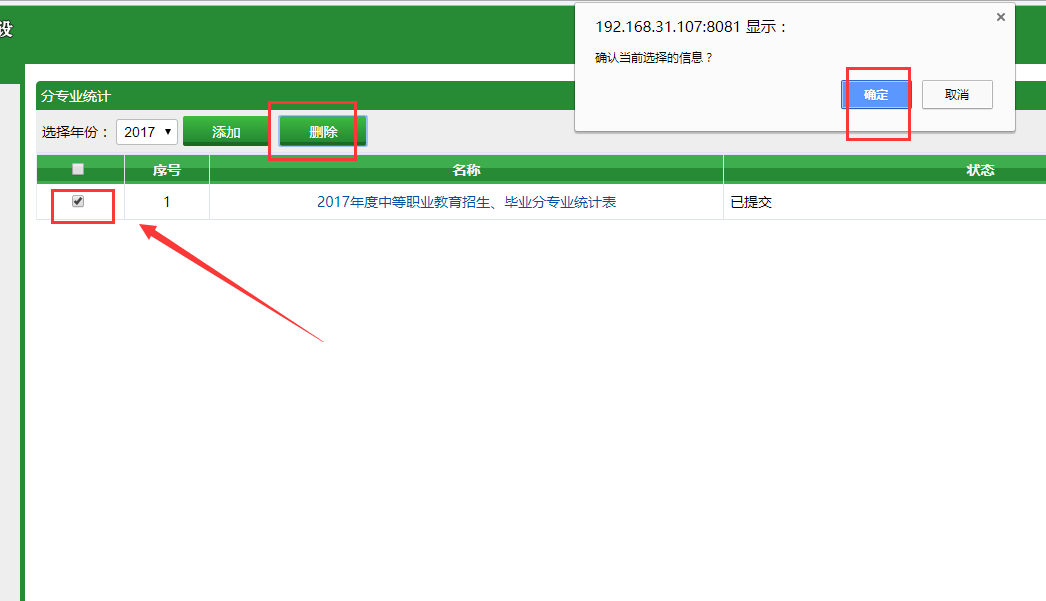 设
192.168.31.107:8081 显示：
确认当前选择的信息？
确定 取消
分专业统计
选择年份： 2017 添加 删除
序号 名称 状态
1 2017年度中等职业教育招生、毕业分专业统计表 已提交